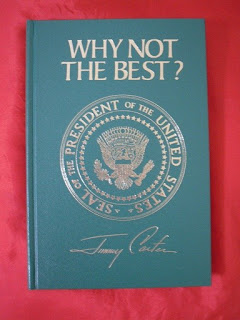 WHY NOT
THE BEST?
SEAL OF THE PRESIDENT OF THE UNITED STATES
Jimmy Carter